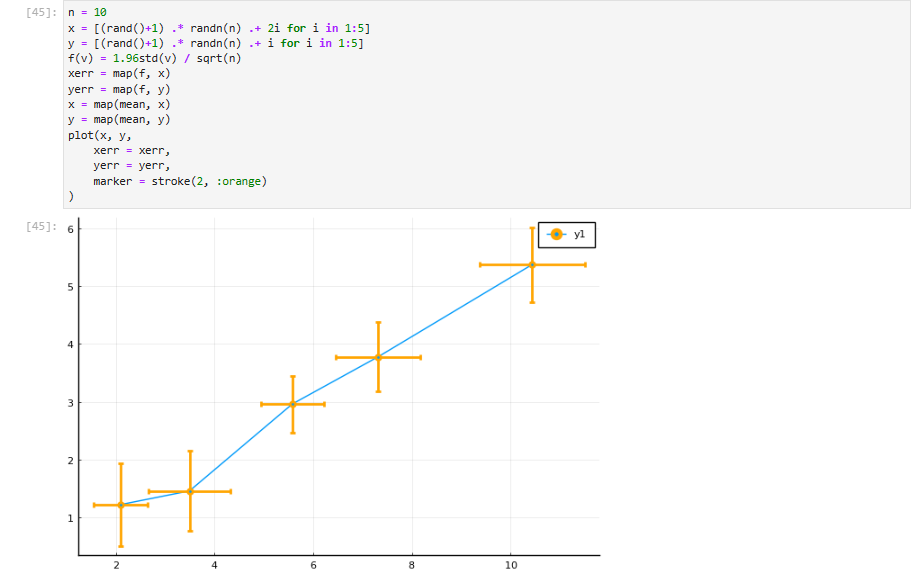 [45]: n = 10
x = [(rand()+1) .* randn(n) .+ 2i for i in 1:5]
y = [(rand()+1) .* randn(n) .+ i for i in 1:5]
f(v) = 1.96std(v) / sqrt(n)
xerr = map(f, x)
yerr = map(f, y)
x = map(mean, x)
y = map(mean, y)
plot(x, y,
    xerr = xerr,
    yerr = yerr,
    marker = stroke(2, :orange)
)
[45]:
y1
6
5
4
3
2
1
2 4 6 8 10